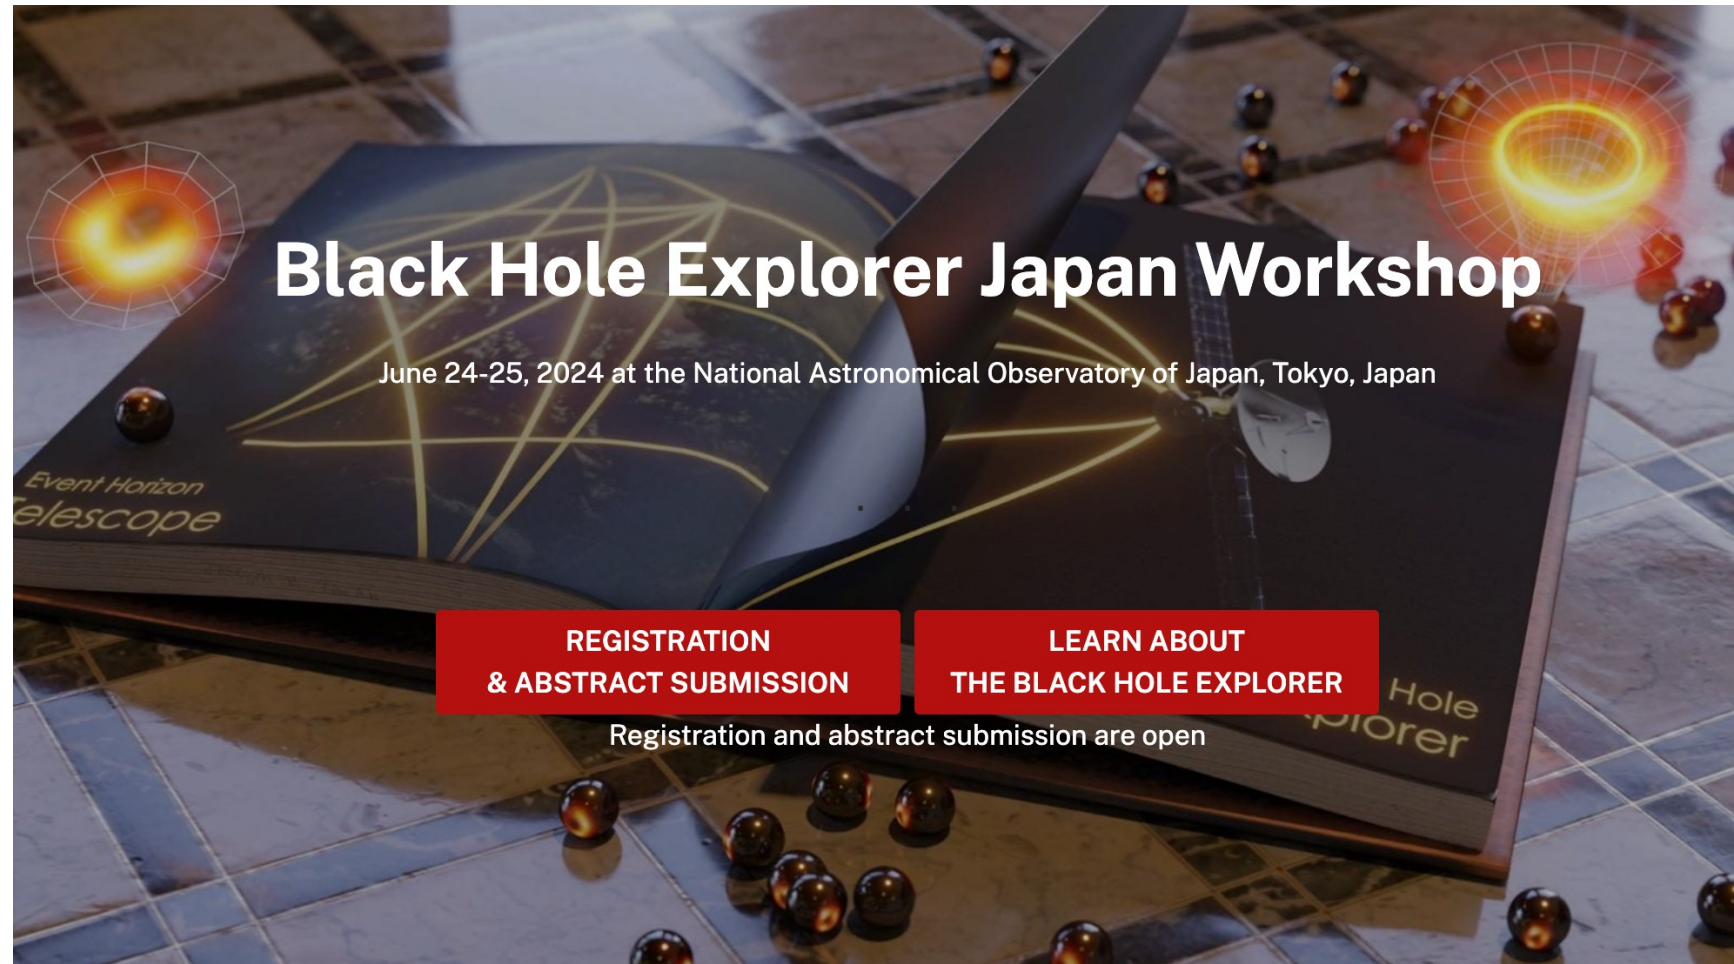 Black Hole Explorer Japan Workshop
June 24-25, 2024 at the National Astronomical Observatory of Japan, Tokyo, Japan
Event Horizon
Telescope
REGISTRATION
& ABSTRACT SUBMISSION
LEARN ABOUT
THE BLACK HOLE EXPLORER
Hole
plorer
Registration and abstract submission are open